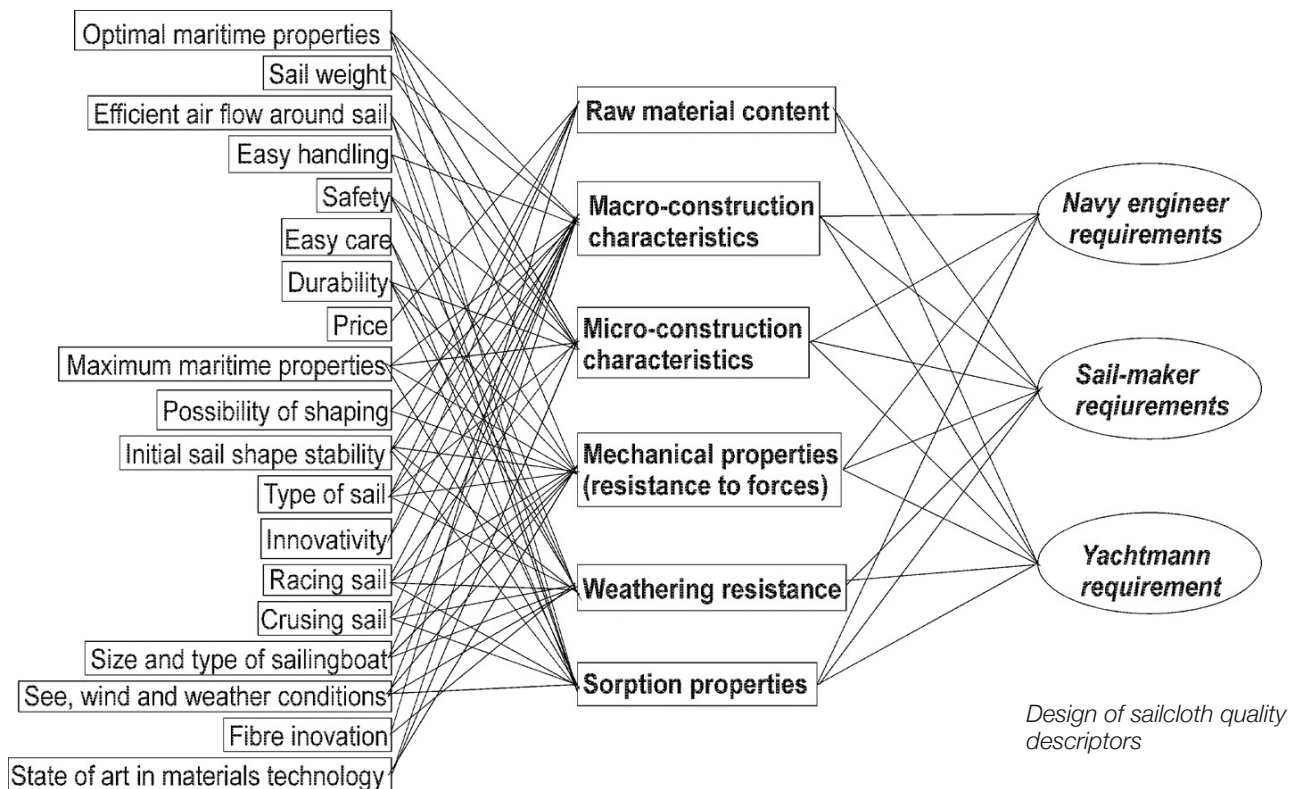 Optimal maritime properties
Sail weight
Efficient air flow around sail
Easy handling
Safety
Easy care
Durability
Price
Maximum maritime properties
Possibility of shaping
Initial sail shape stability
Type of sail
Innovativity
Racing sail
Crusing sail
Size and type of sailingboat
See, wind and weather conditions
Fibre inovation
State of art in materials technology
Raw material content
Macro-construction
characteristics
Micro-construction
characteristics
Mechanical properties
(resistance to forces)
Weathering resistance
Sorption properties
Navy engineer
requirements
Sail-maker
reqiurements
Yachtmann
requirement
Design of sailcloth quality
descriptors